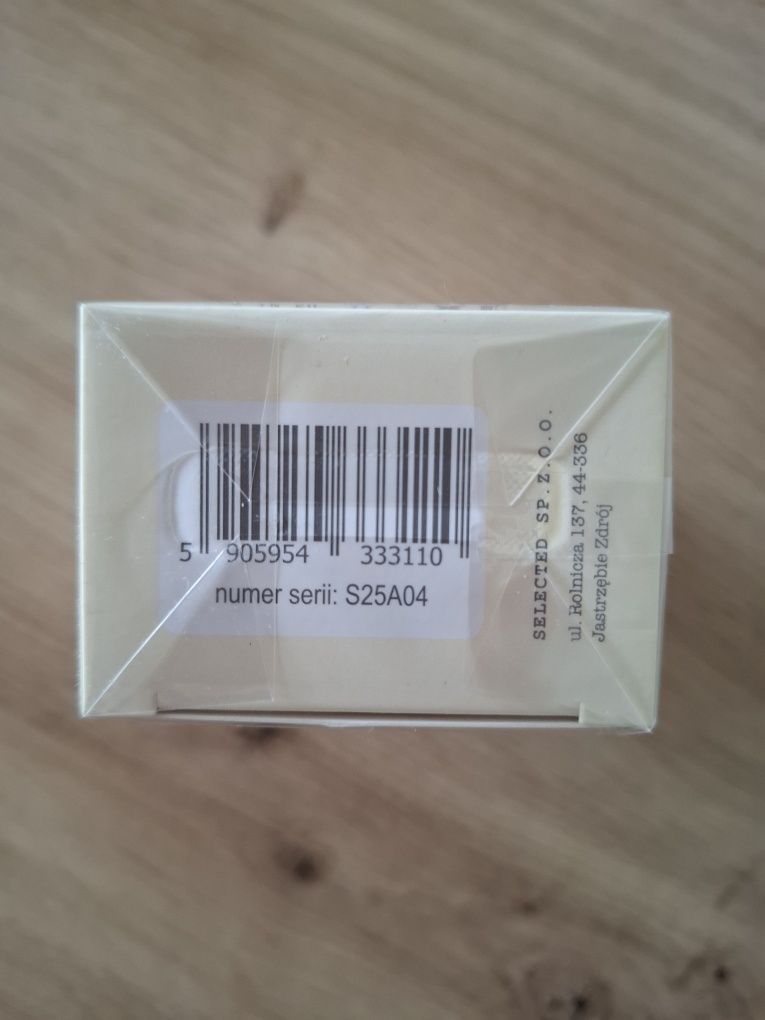 5 905954 333110
numer serii: S25A04
SELECTED SP.Z.O.O.
ul. Rolnicza 137, 44-336
Jastrzębie Zdrój